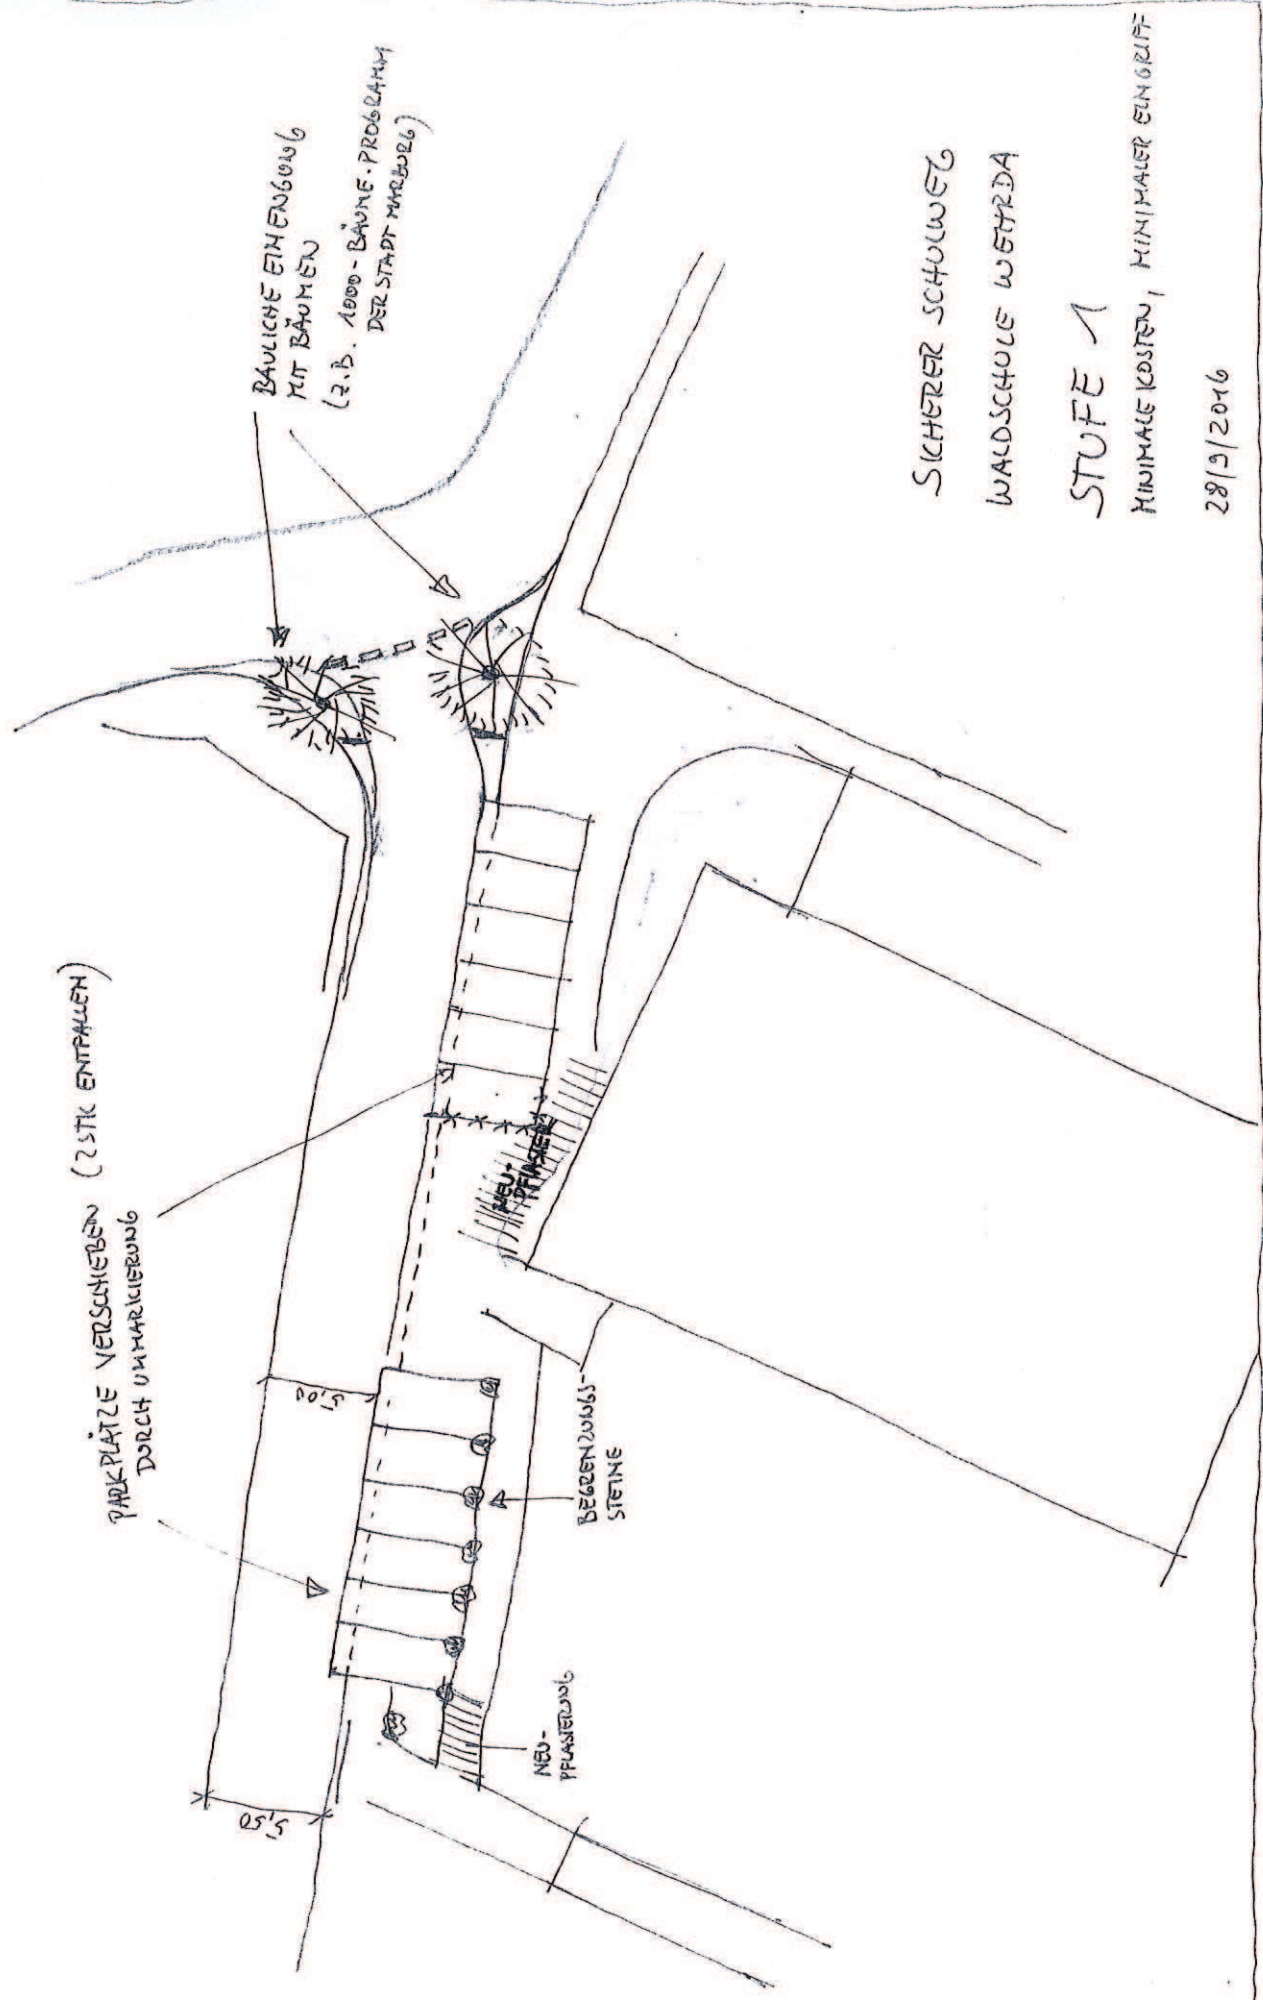 PARKPLÄTZE VERSCHIEBEN (2 STK ENTFALLEN)
DURCH UMMARKIERUNG
BAULICHE EINENGUNG
MIT BÄUMEN
(Z.B. 1000-BÄUME-PROGRAMM
DER STADT MARBURG)
5,50
5,00
NEU-
PFLASTER
NEU-
PFLASTERUNG
BEGRENZUNGS-
STEINE
SICHERER SCHULWEG
WALDSCHULE WEHRDA
STUFE 1
MINIMALE KOSTEN, MINIMALER EINGRIFF
28/9/2016